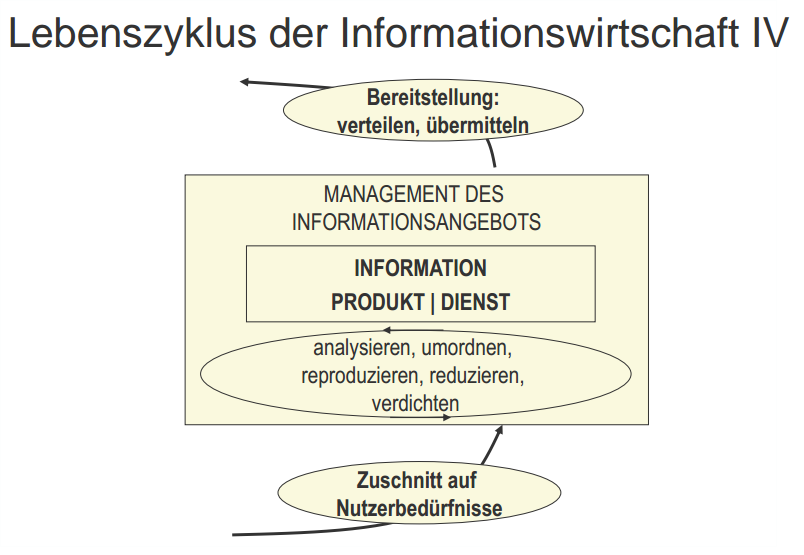 Lebenszyklus der Informationswirtschaft IV
Bereitstellung:
verteilen, übermitteln
MANAGEMENT DES
INFORMATIONSANGEBOTS
INFORMATION
PRODUKT | DIENST
analysieren, umordnen,
reproduzieren, reduzieren,
verdichten
Zuschnitt auf
Nutzerbedürfnisse